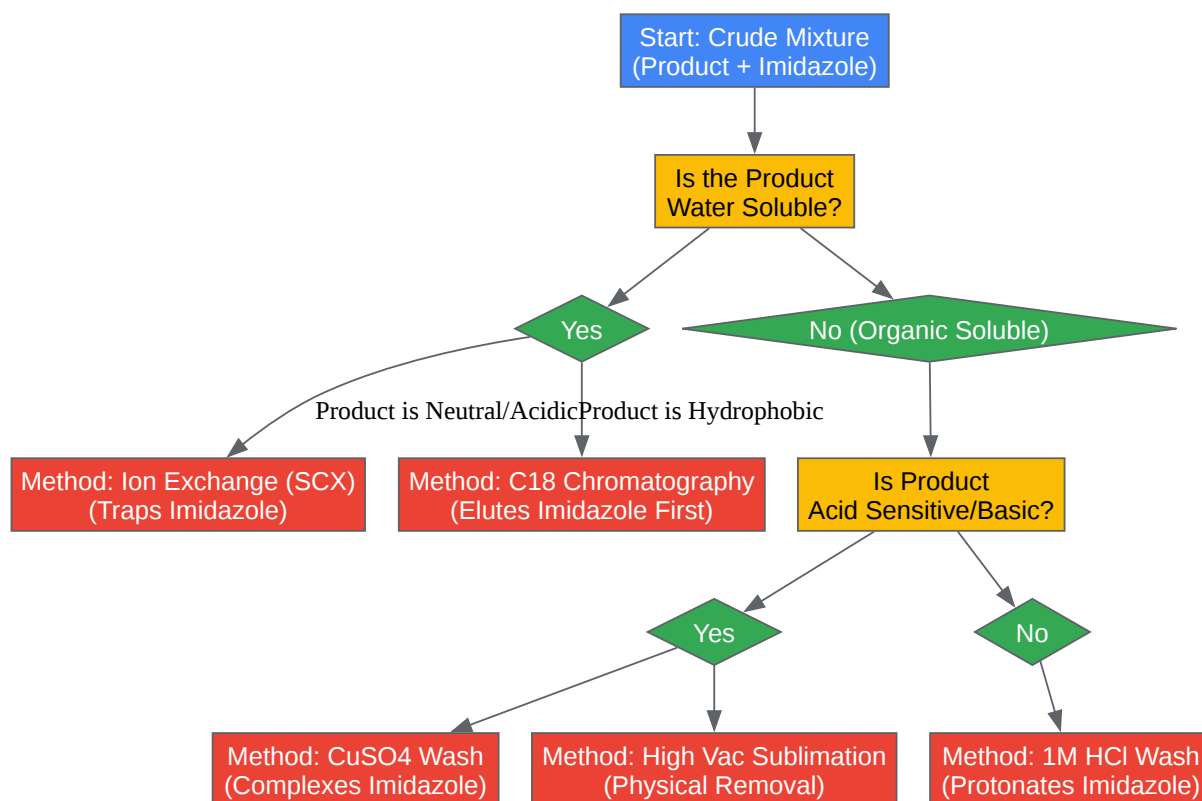 Start: Crude Mixture
(Product + Imidazole)
Is the Product
Water Soluble?
Yes
No (Organic Soluble)
Product is Neutral/Acidic
Product is Hydrophobic
Method: Ion Exchange (SCX)
(Traps Imidazole)
Method: C18 Chromatography
(Elutes Imidazole First)
Is Product
Acid Sensitive/Basic?
Yes
No
Method: CuSO4 Wash
(Complexes Imidazole)
Method: High Vac Sublimation
(Physical Removal)
Method: 1M HCl Wash
(Protonates Imidazole)